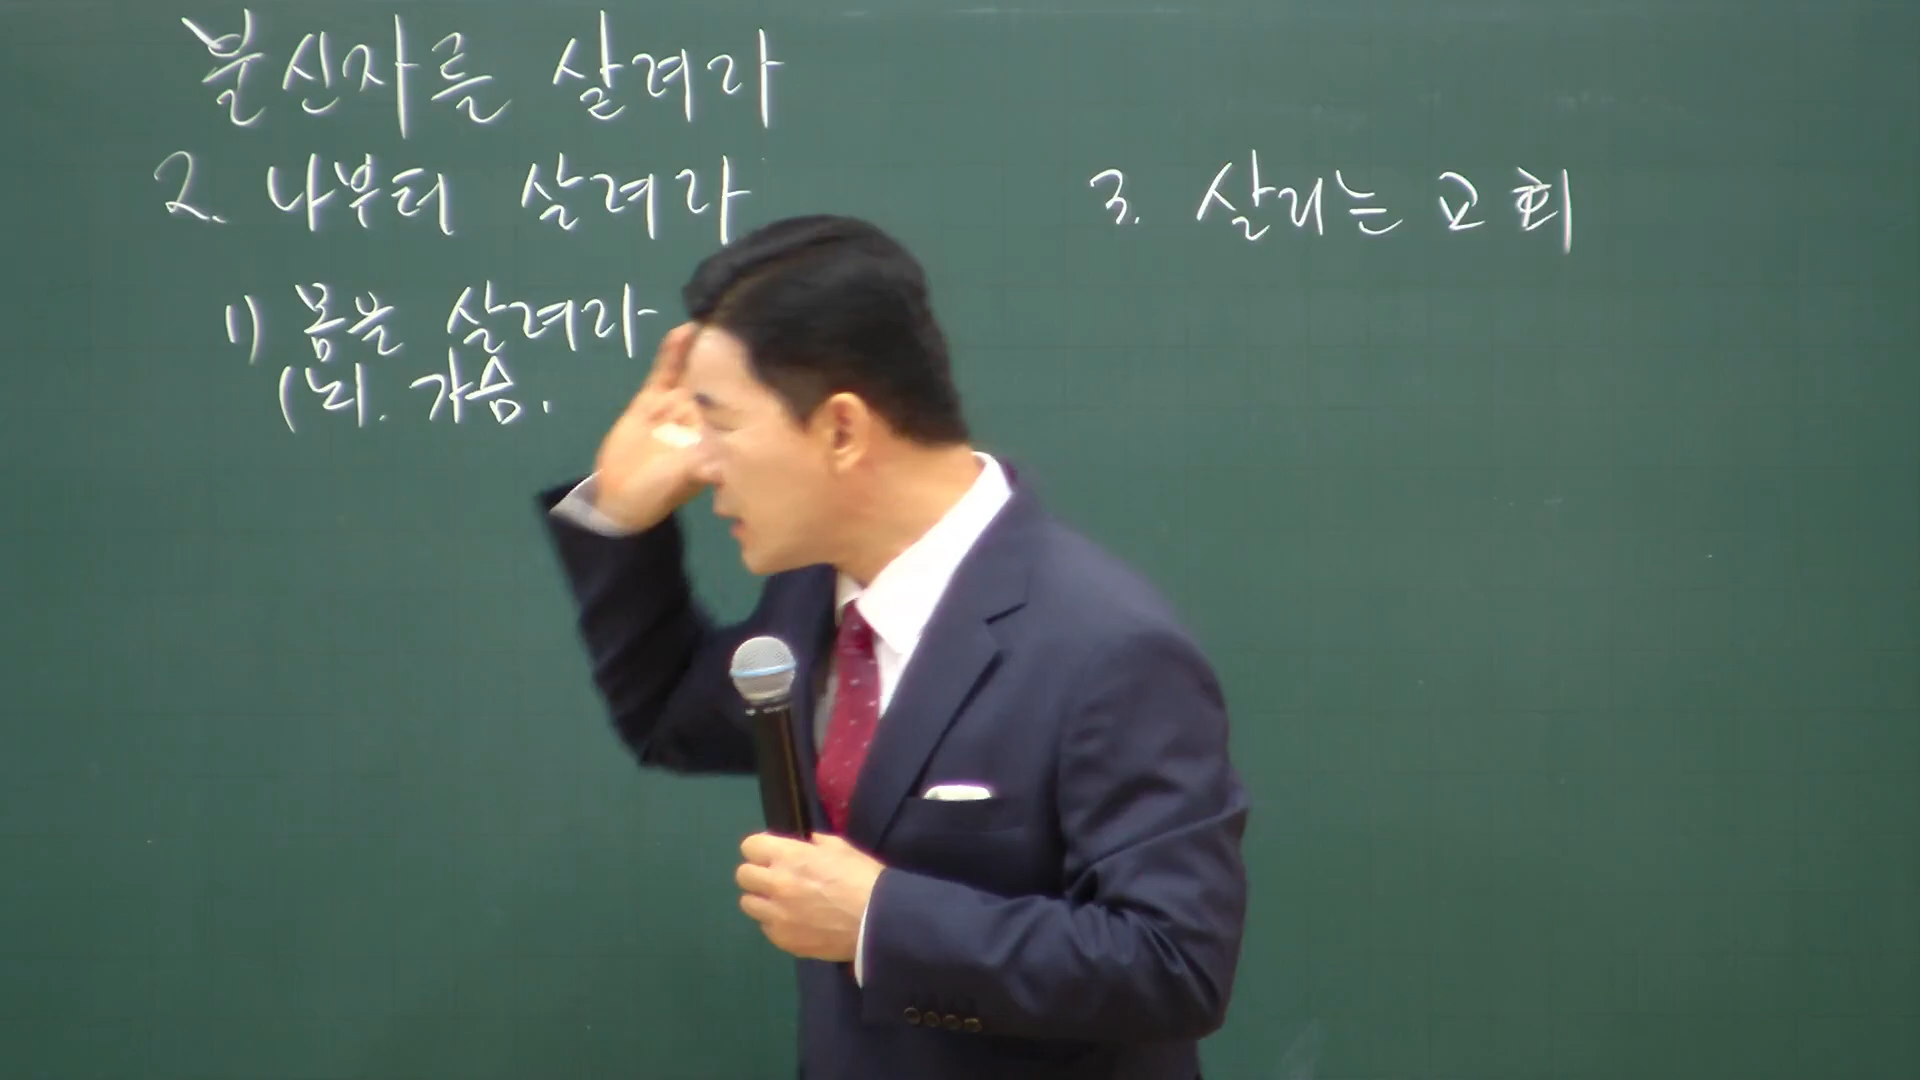 불신자를 살려라
2. 나부터 살려라
1) 몸을 살려라
(뇌. 가슴.
3. 살리는 교회